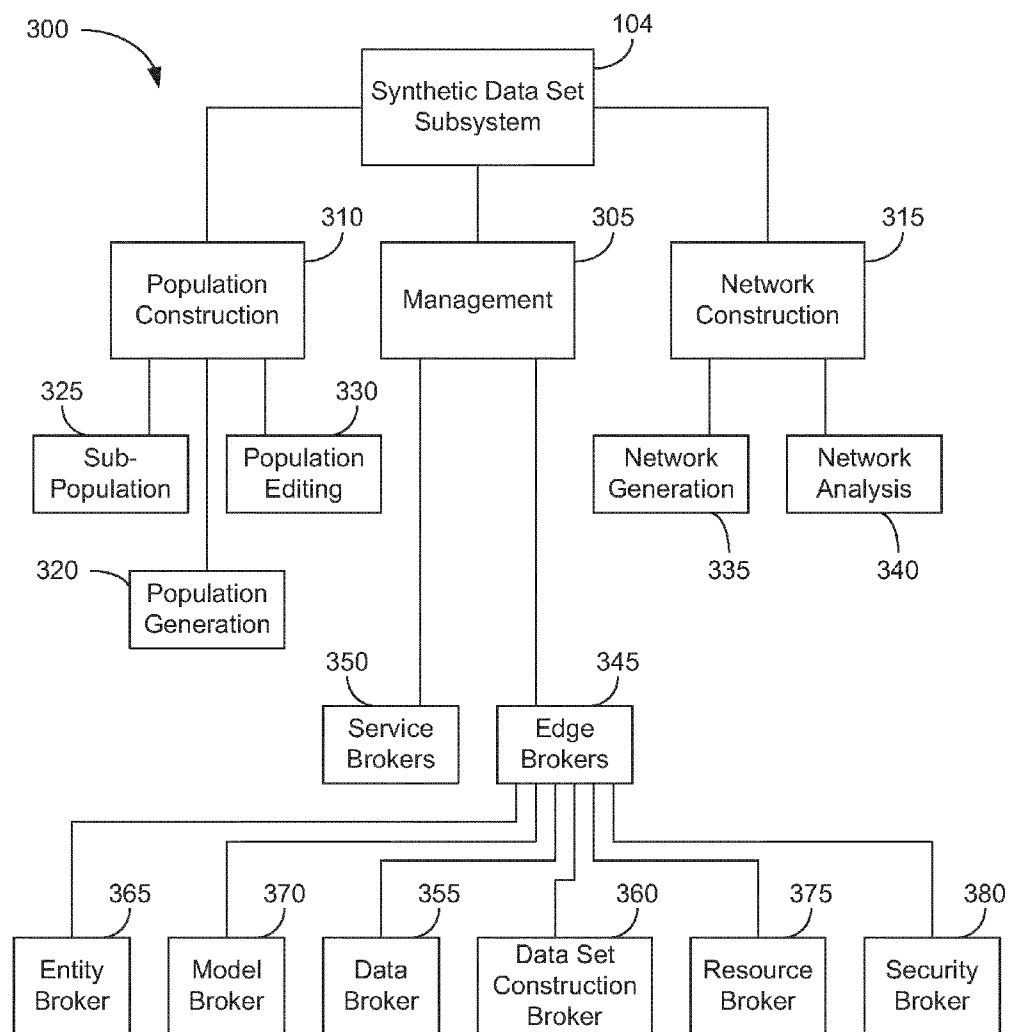 300
104
Synthetic Data Set
Subsystem
310
305
315
Population
Construction
Management
Network
Construction
325
330
Sub-
Population
Population
Editing
Network
Generation
Network
Analysis
335
340
320
Population
Generation
350
345
Service
Brokers
Edge
Brokers
365
370
355
360
375
380
Entity
Broker
Model
Broker
Data
Broker
Data Set
Construction
Broker
Resource
Broker
Security
Broker